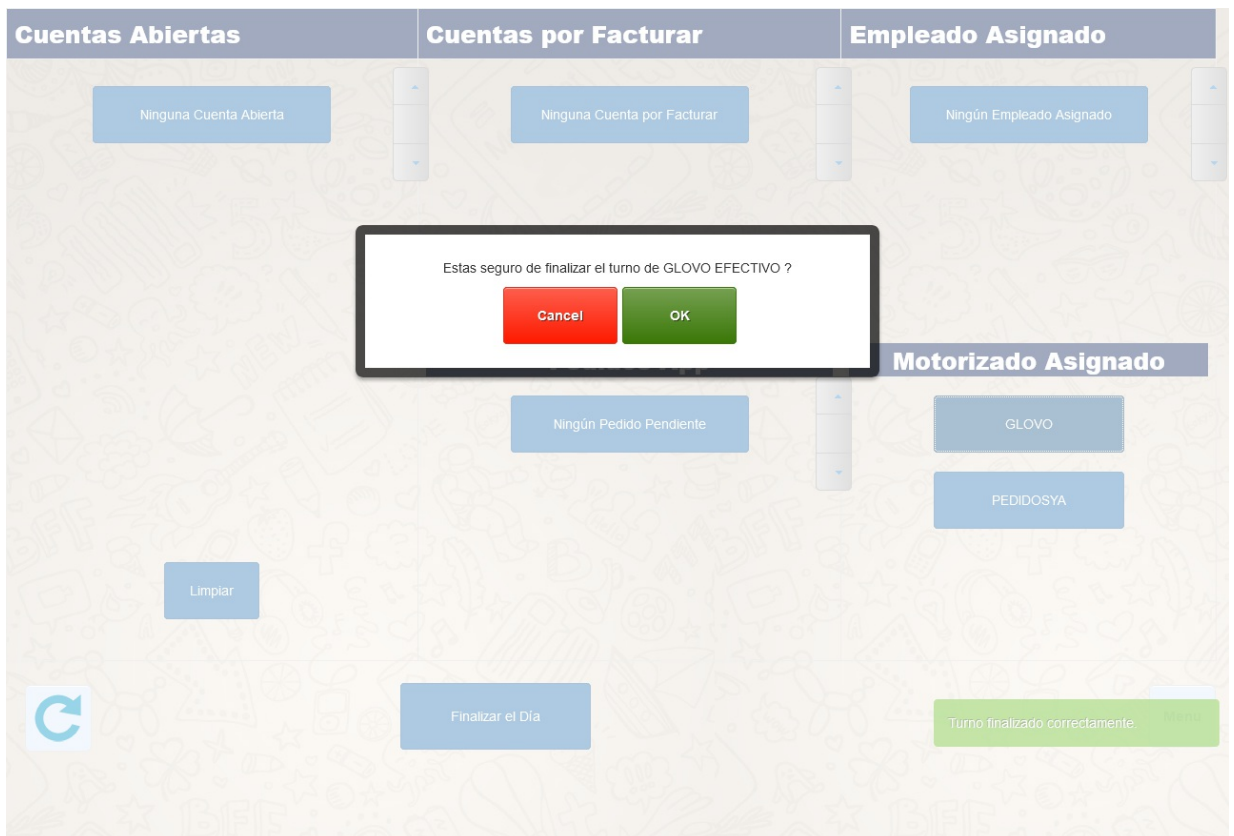 Cuentas Abiertas
Cuentas por Facturar
Empleado Asignado
Ninguna Cuenta Abierta
Ninguna Cuenta por Facturar
Ningún Empleado Asignado
Estas seguro de finalizar el turno de GLOVO EFECTIVO ?
Cancel
OK
Motorizado Asignado
Ningún Pedido Pendiente
GLOVO
PEDIDOSYA
Limpiar
Finalizar el Día
Turno finalizado correctamente.
Menú